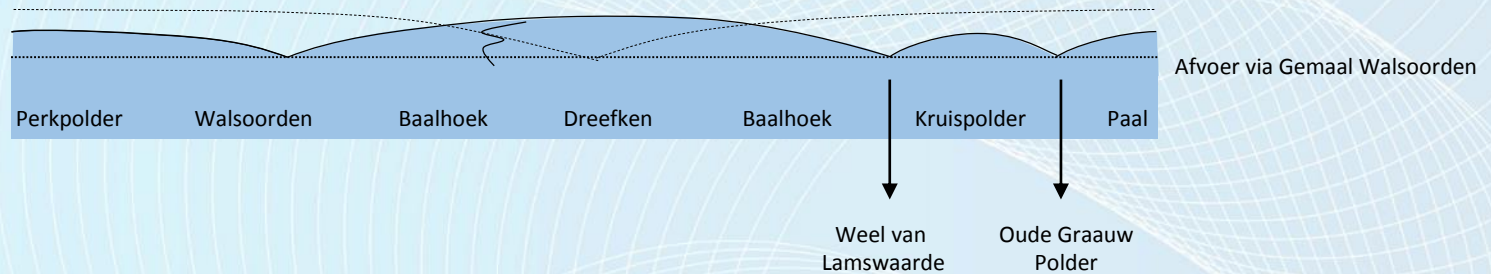 Afvoer via Gemaal Walsoorden
Perkpolder Walsoorden Baalhoek Dreefken Baalhoek Kruispolder Paal
Weel van Lamswaarde
Oude Graauw Polder